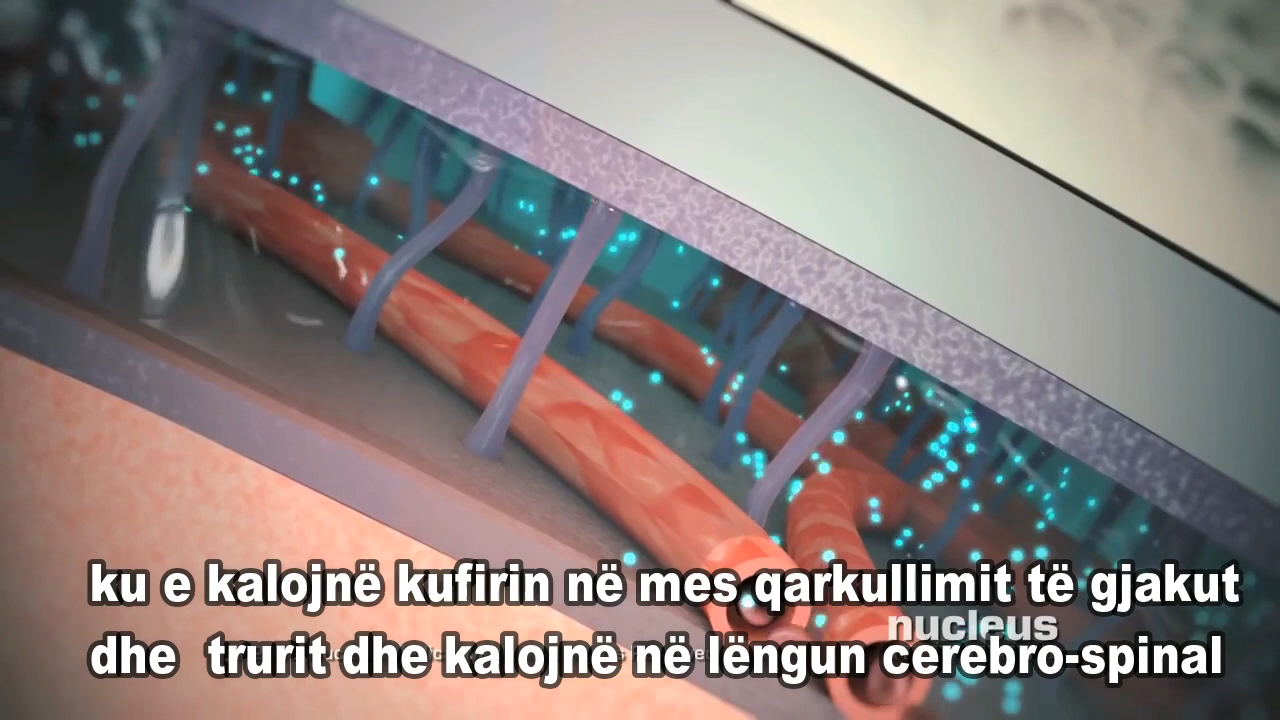 ku e kalojnë kufirin në mes qarkullimit të gjakut
nucleus
dhe trurit dhe kalojnë në lëngun cerebro-spinal